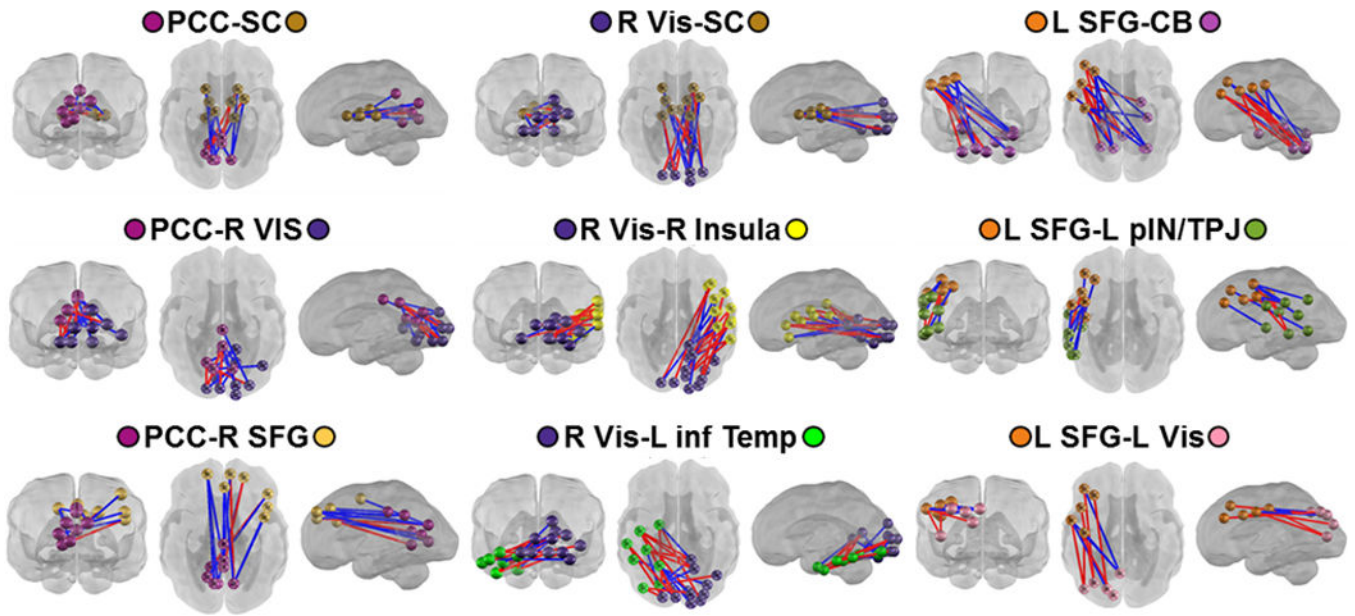 PCC-SC
R Vis-SC
L SFG-CB
PCC-R VIS
R Vis-R Insula
L SFG-L pIN/TPJ
PCC-R SFG
R Vis-L inf Temp
L SFG-L Vis